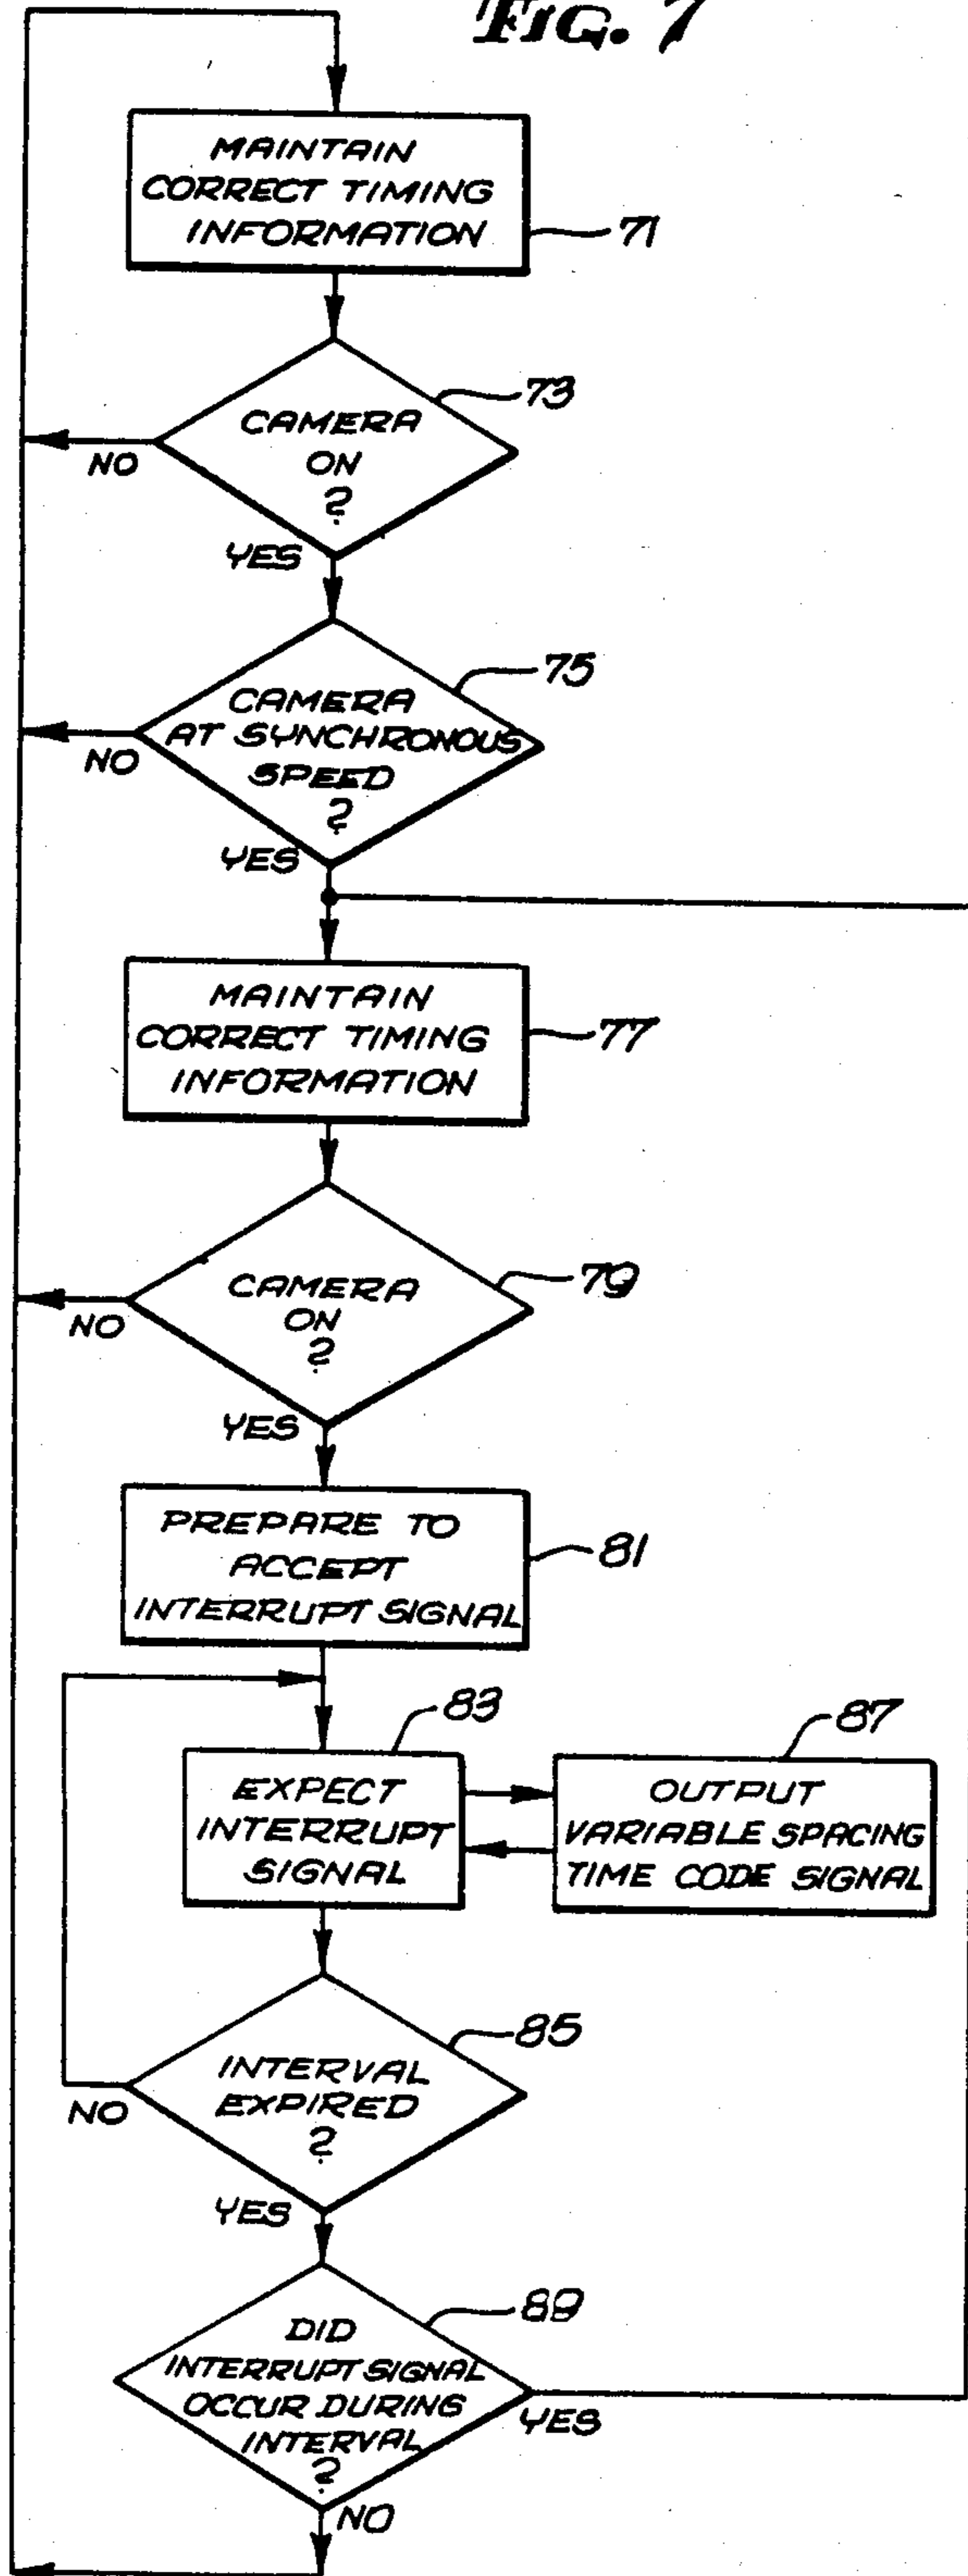 FIG. 7
MAINTAIN
CORRECT TIMING
INFORMATION
71
73
CAMERA
ON
?
NO
YES
75
CAMERA
AT SYNCHRONOUS
SPEED
?
NO
YES
MAINTAIN
CORRECT TIMING
INFORMATION
77
79
CAMERA
ON
?
NO
YES
PREPARE TO
ACCEPT
INTERRUPT SIGNAL
81
83
87
EXPECT
INTERRUPT
SIGNAL
OUTPUT
VARIABLE SPACING
TIME CODE SIGNAL
85
INTERVAL
EXPIRED
?
NO
YES
89
DID
INTERRUPT SIGNAL
OCCUR DURING
INTERVAL
?
YES
NO